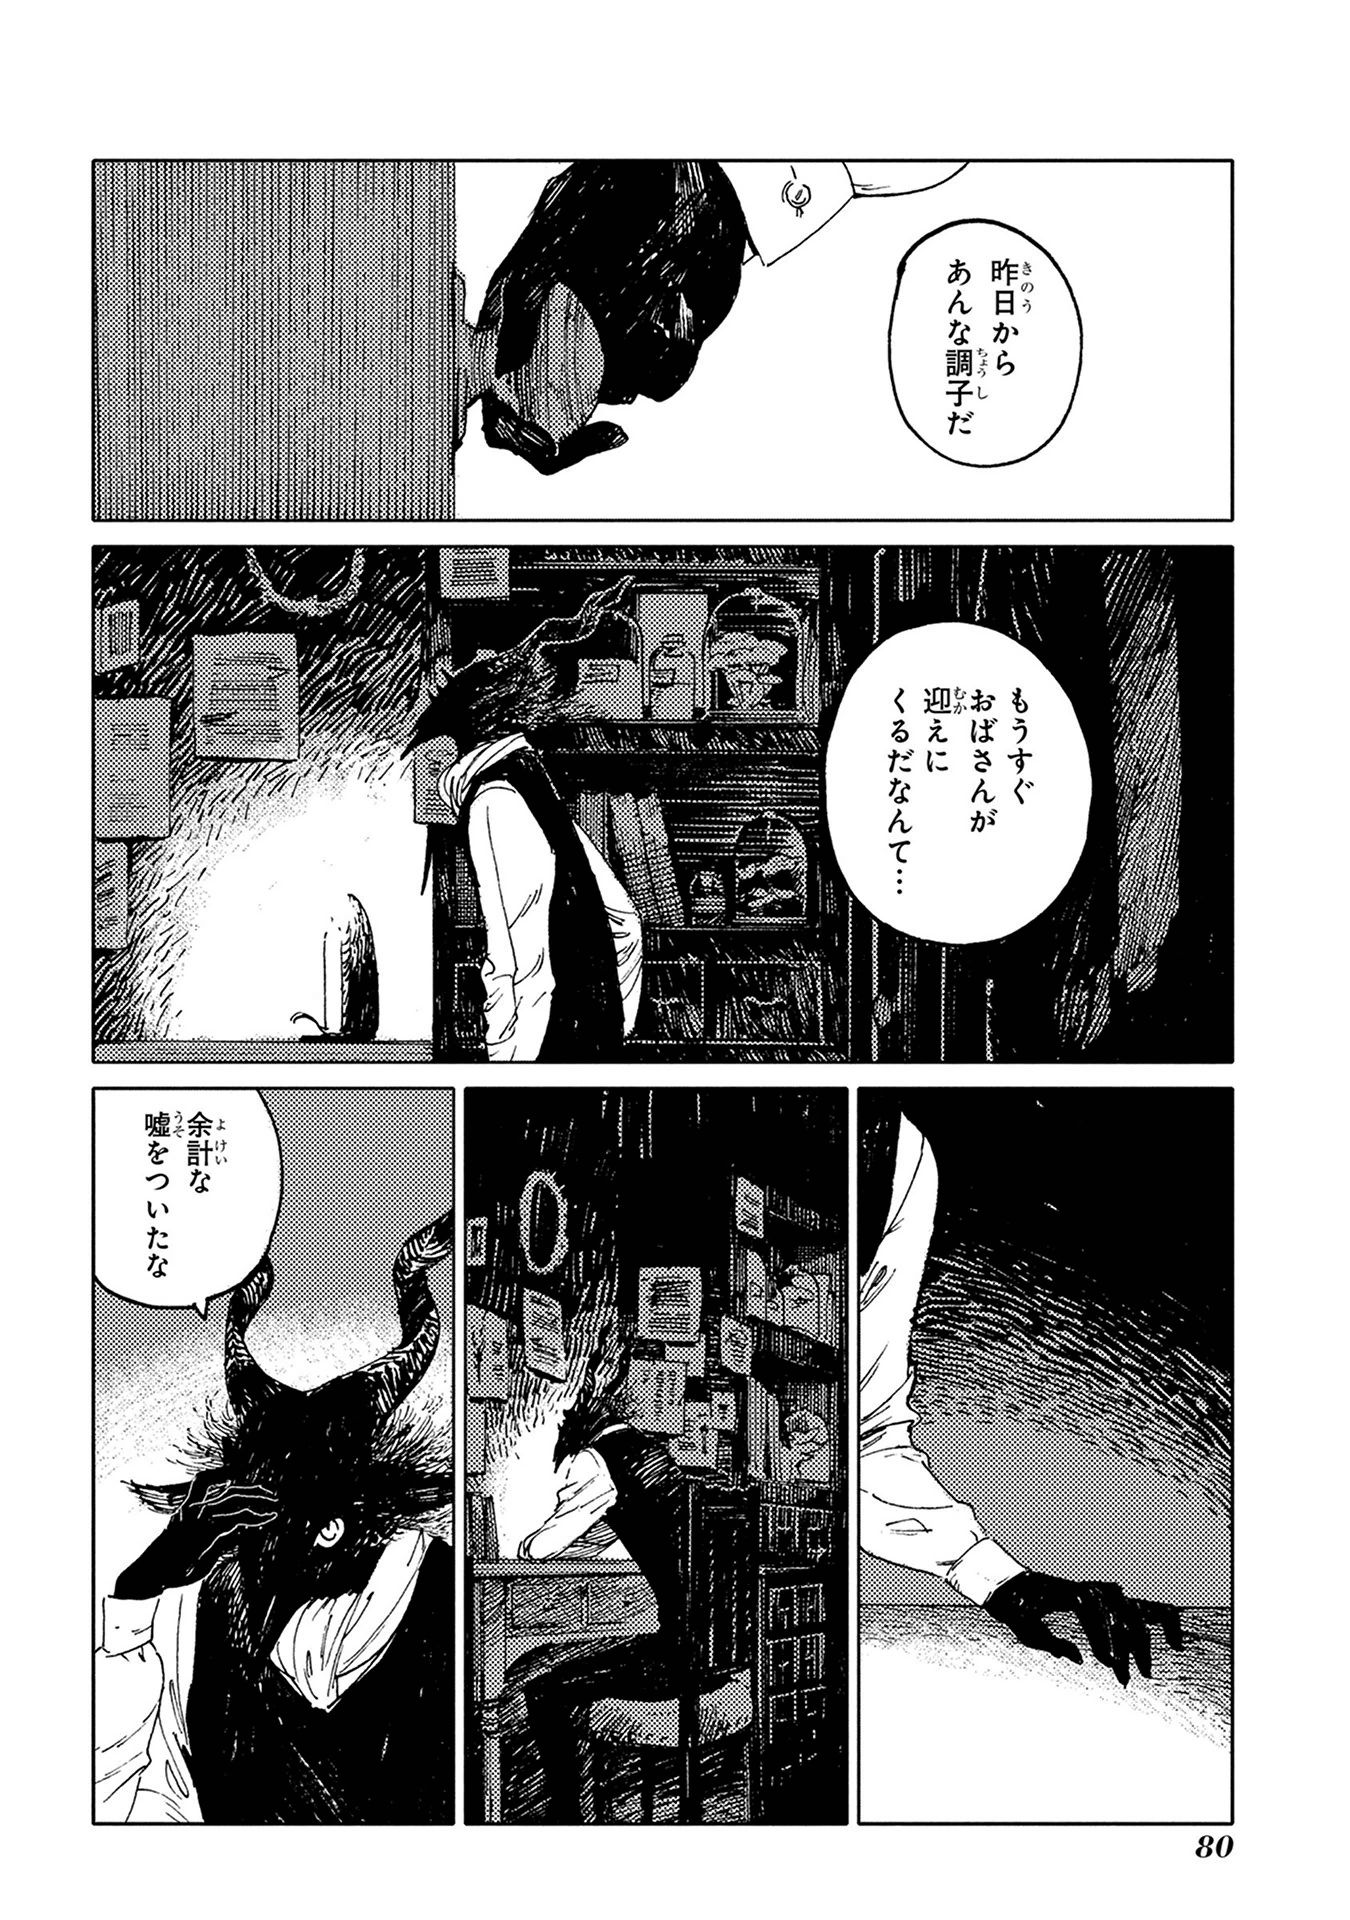 昨日から
あんな調子だ
もうすぐ
おばさんが
迎えに
くるだなんて…
余計な
嘘をついたな
80